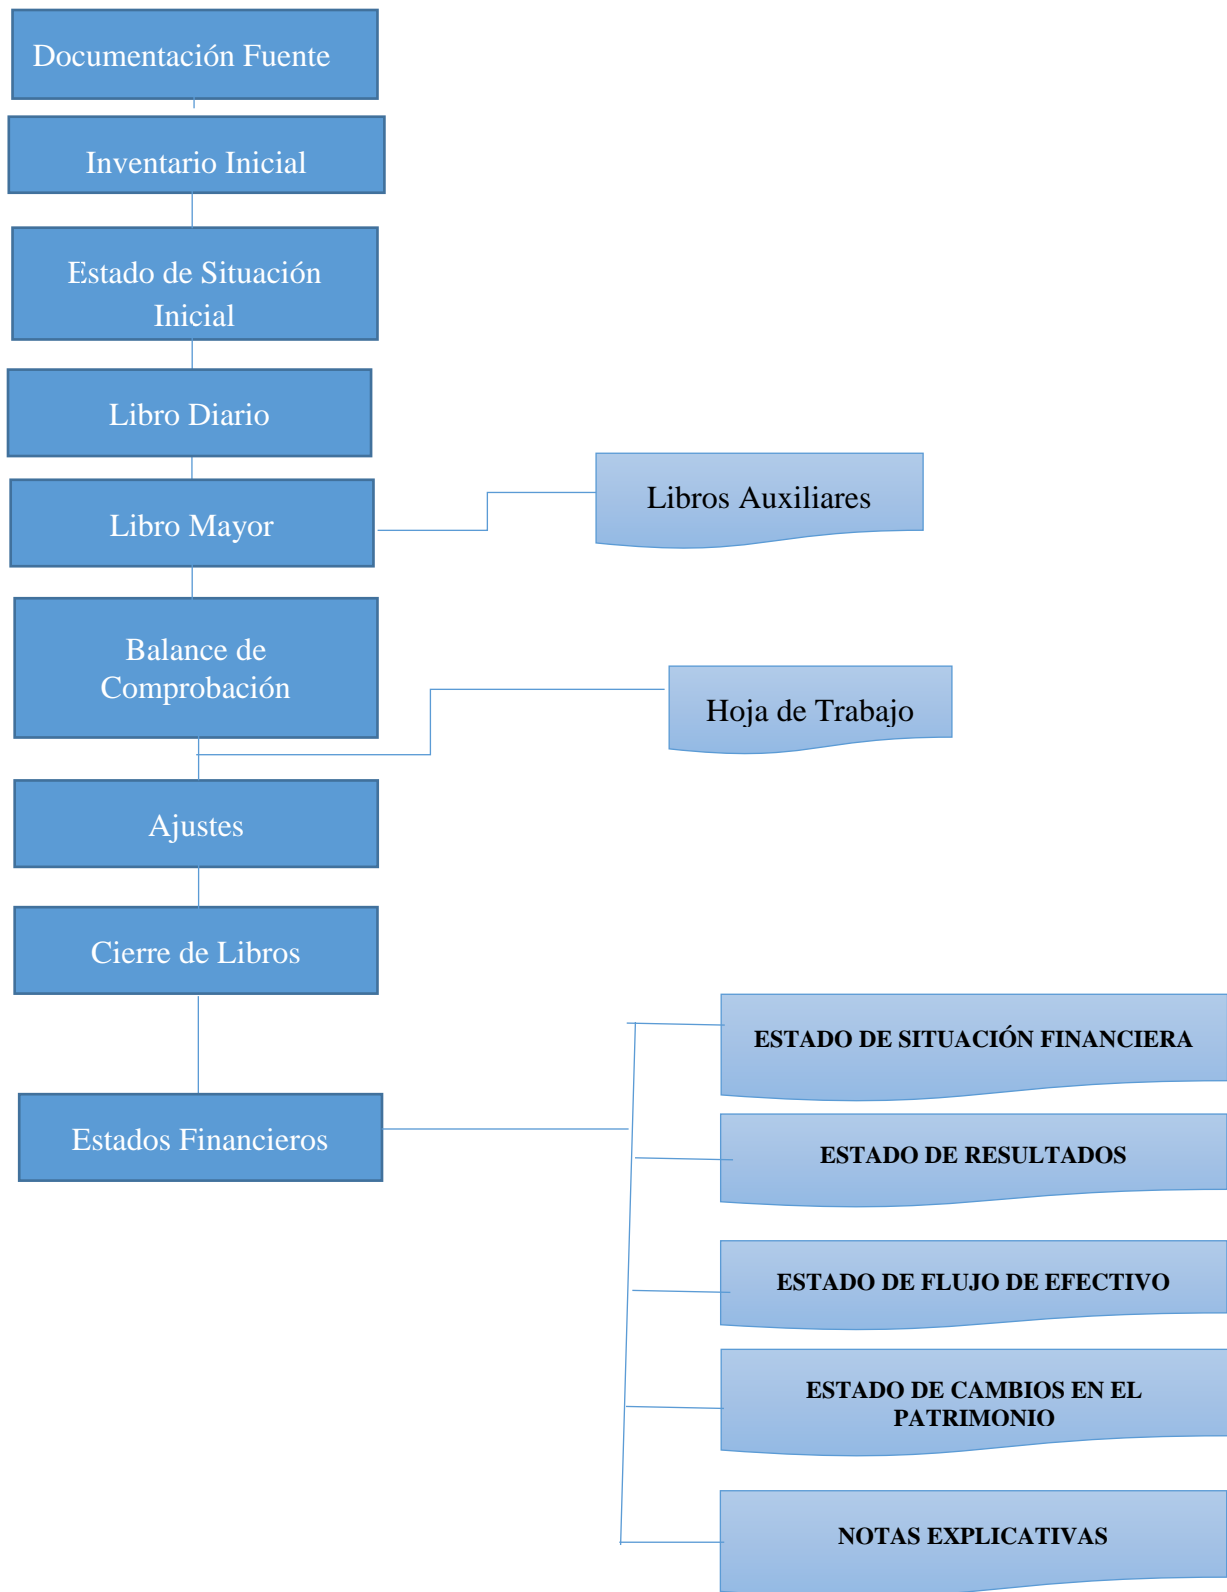 Documentación Fuente
Inventario Inicial
Estado de Situación
Inicial
Libro Diario
Libro Mayor
Libros Auxiliares
Balance de
Comprobación
Hoja de Trabajo
Ajustes
Cierre de Libros
Estados Financieros
ESTADO DE SITUACIÓN FINANCIERA
ESTADO DE RESULTADOS
ESTADO DE FLUJO DE EFECTIVO
ESTADO DE CAMBIOS EN EL
PATRIMONIO
NOTAS EXPLICATIVAS